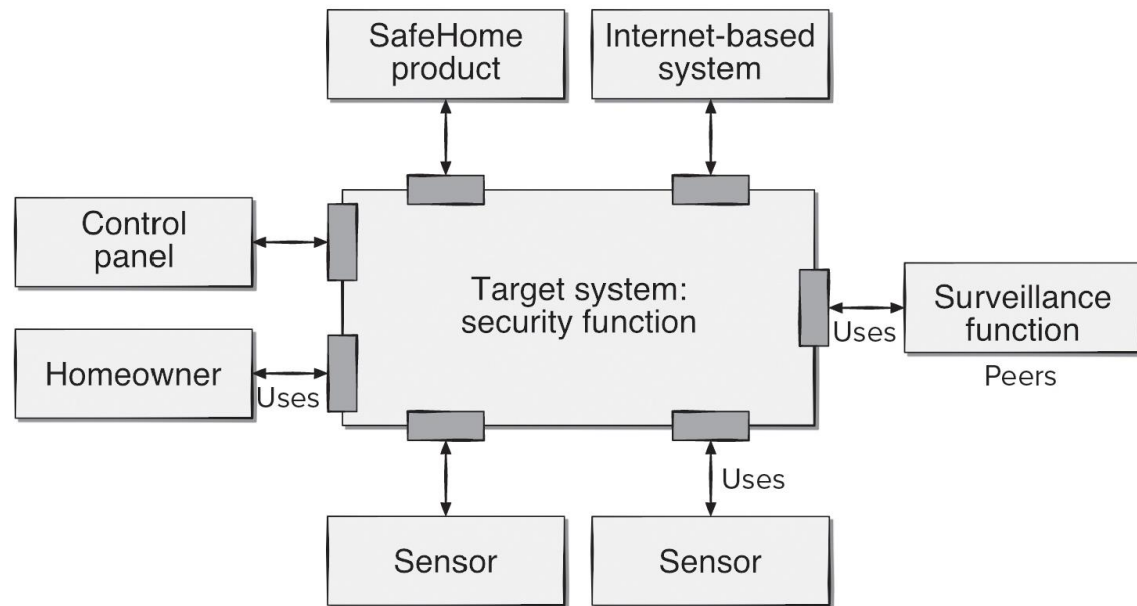 SafeHome
product
Internet-based
system
Control
panel
Target system:
security function
Surveillance
function
Uses
Peers
Homeowner
Uses
Uses
Sensor
Sensor